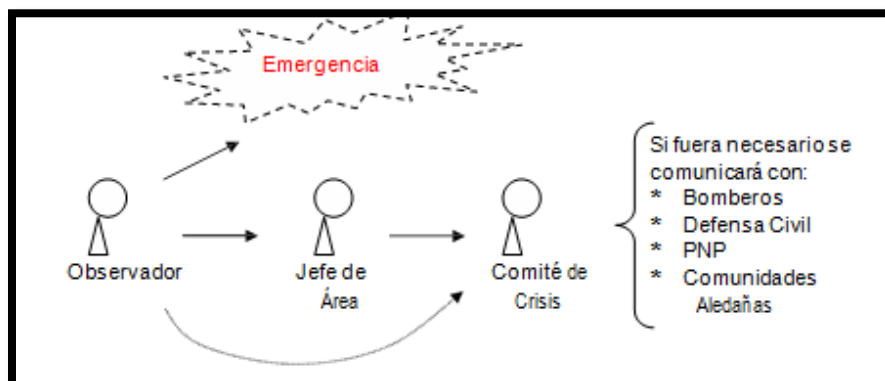 Emergencia
Observador
Jefe de
Área
Comité de
Crisis
Si fuera necesario se
comunicará con:
* Bomberos
* Defensa Civil
* PNP
* Comunidades
Aledañas